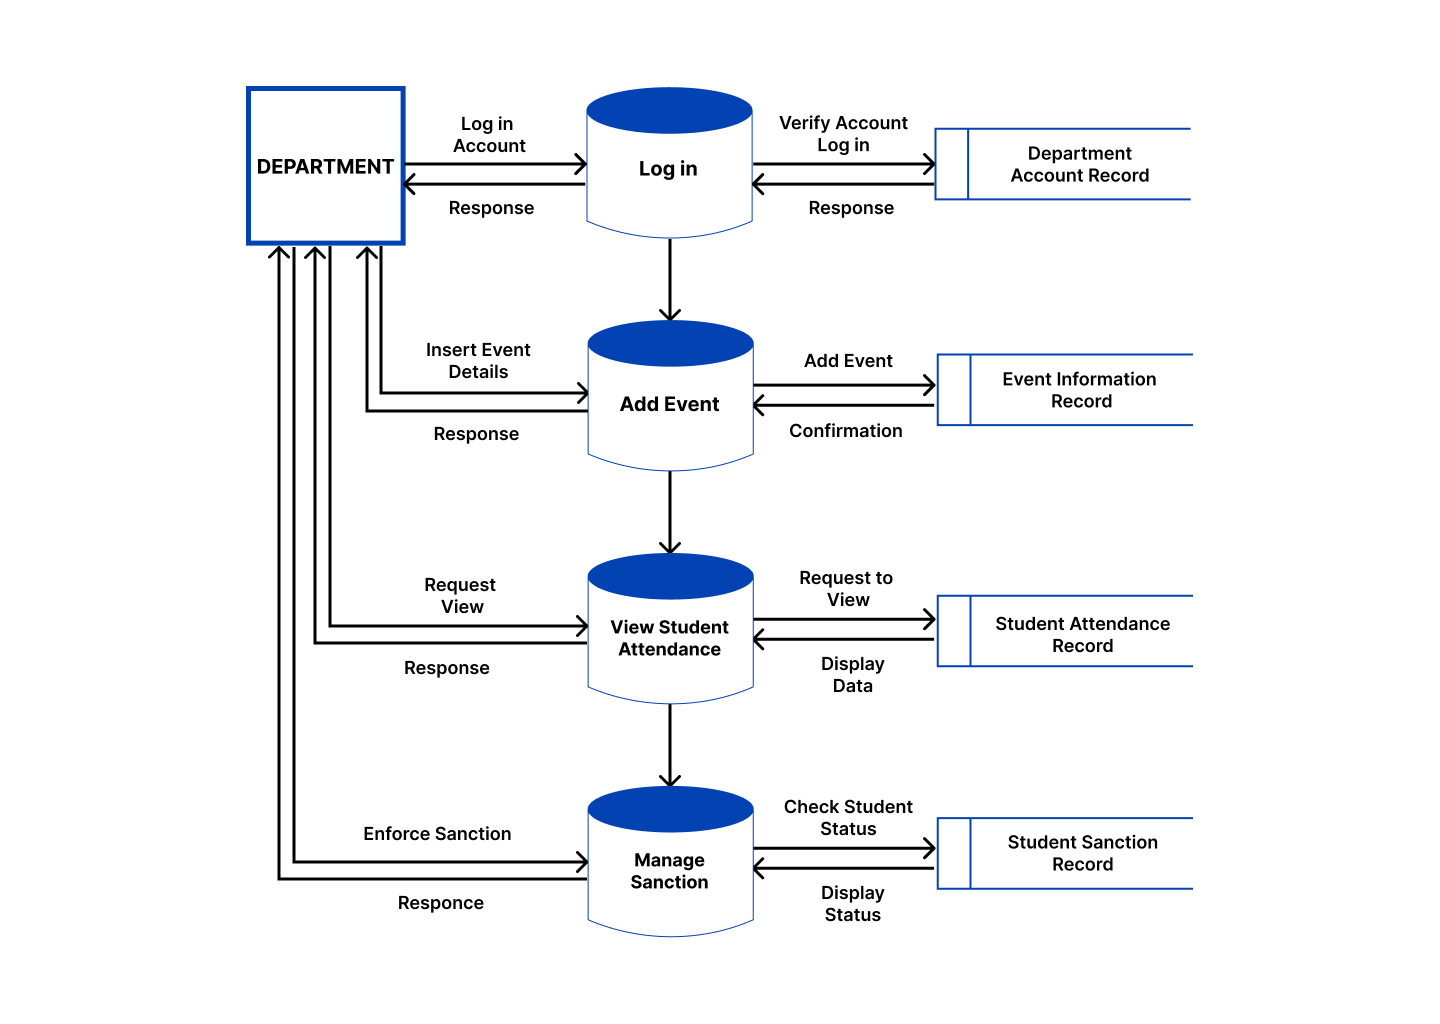 DEPARTMENT
Log in
Account
Response
Log in
Verify Account
Log in
Response
Department
Account Record
Insert Event
Details
Response
Add Event
Add Event
Confirmation
Event Information
Record
Request
View
Response
View Student
Attendance
Request to
View
Display
Data
Student Attendance
Record
Enforce Sanction
Responce
Manage
Sanction
Check Student
Status
Display
Status
Student Sanction
Record